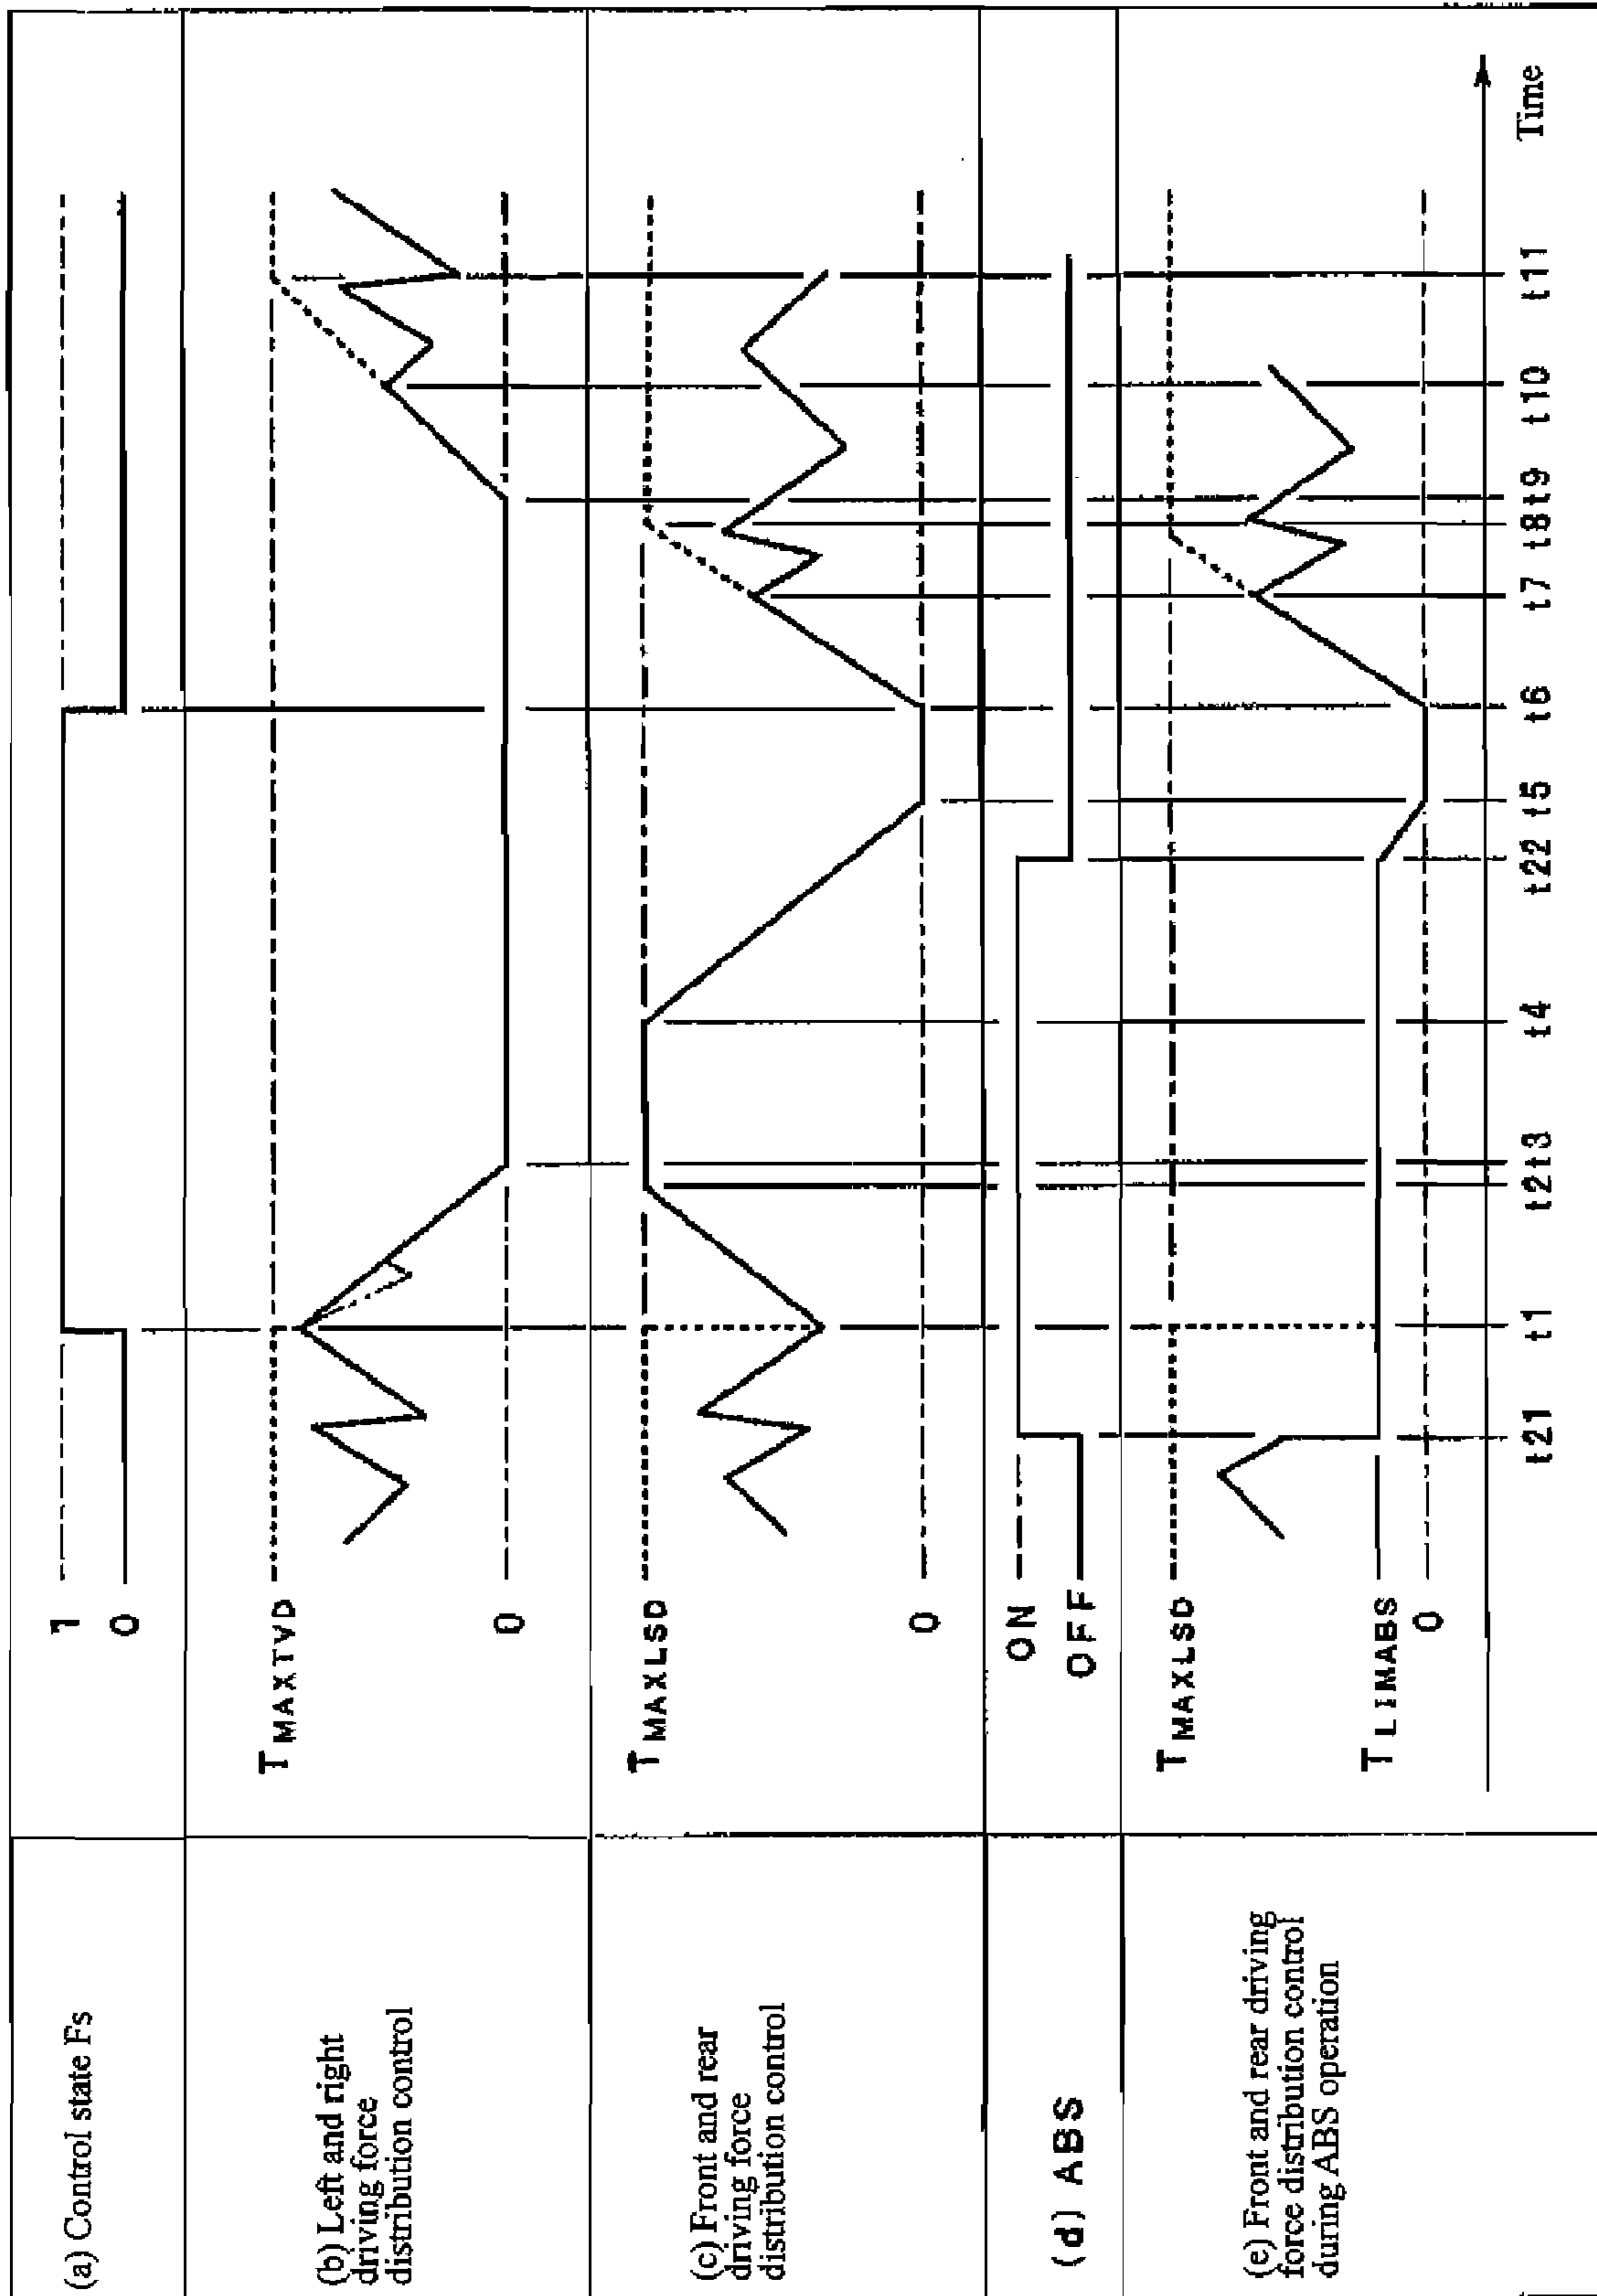 (a) Control state Fs
1
0
(b) Left and right
driving force
distribution control
TMAXTVD
0
(c) Front and rear
driving force
distribution control
TMAXLSD
0
(d) ABS
ON
OFF
(e) Front and rear driving
force distribution control
during ABS operation
TMAXLSD
TLIMABS
0
t21 t1 t2 t3 t4 t22 t5 t6 t7 t8 t9 t10 t11 Time